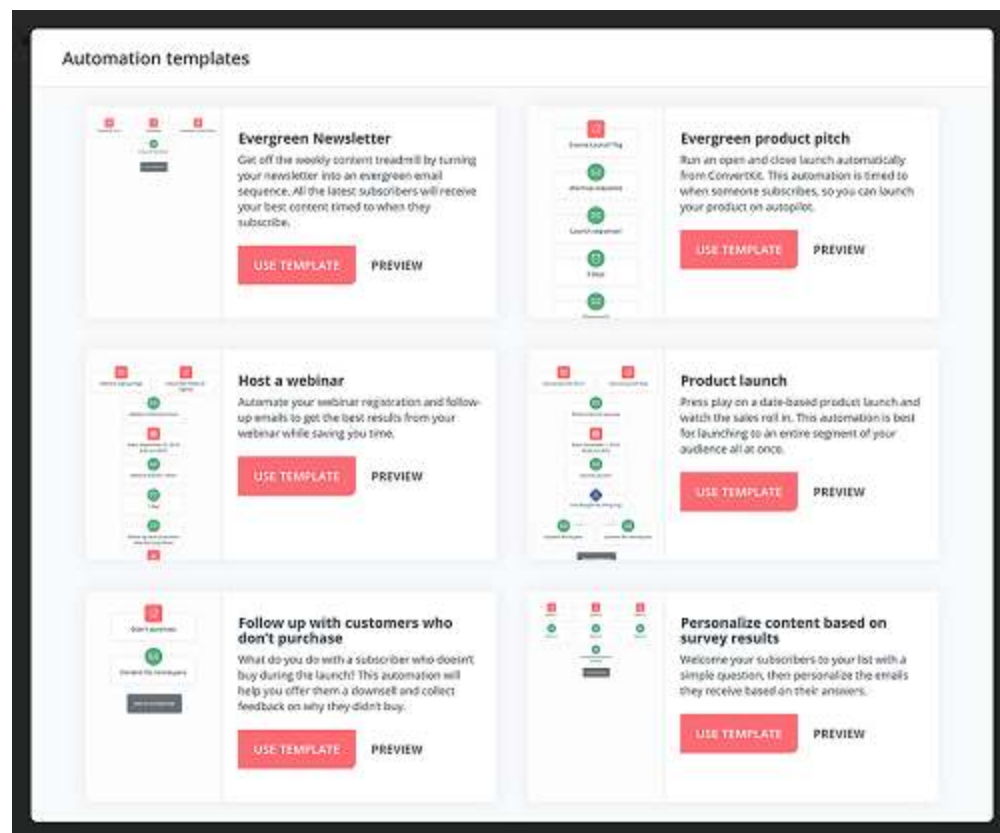 Automation templates
Evergreen Newsletter
Get off the weekly content treadmill by turning
your newsletter into an evergreen email
sequence. All the latest subscribers will receive
your best content timed to when they
subscribe.
USE TEMPLATE PREVIEW
Evergreen product pitch
Run an open and close launch automatically
from ConvertKit. This automation is timed to
when someone subscribes, so you can launch
your product on autopilot.
USE TEMPLATE PREVIEW
Host a webinar
Automate your webinar registration and follow-
up emails to get the best results from your
webinar while saving you time.
USE TEMPLATE PREVIEW
Product launch
Press play on a date-based product launch and
watch the sales roll in. This automation is best
for launching to an entire segment of your
audience all at once.
USE TEMPLATE PREVIEW
Follow up with customers who
don't purchase
What do you do with a subscriber who doesn't
buy during the launch? This automation will
help you offer them a downsell and collect
feedback on why they didn't buy.
USE TEMPLATE PREVIEW
Personalize content based on
survey results
Welcome your subscribers to your list with a
simple question, then personalize the emails
they receive based on their answers.
USE TEMPLATE PREVIEW